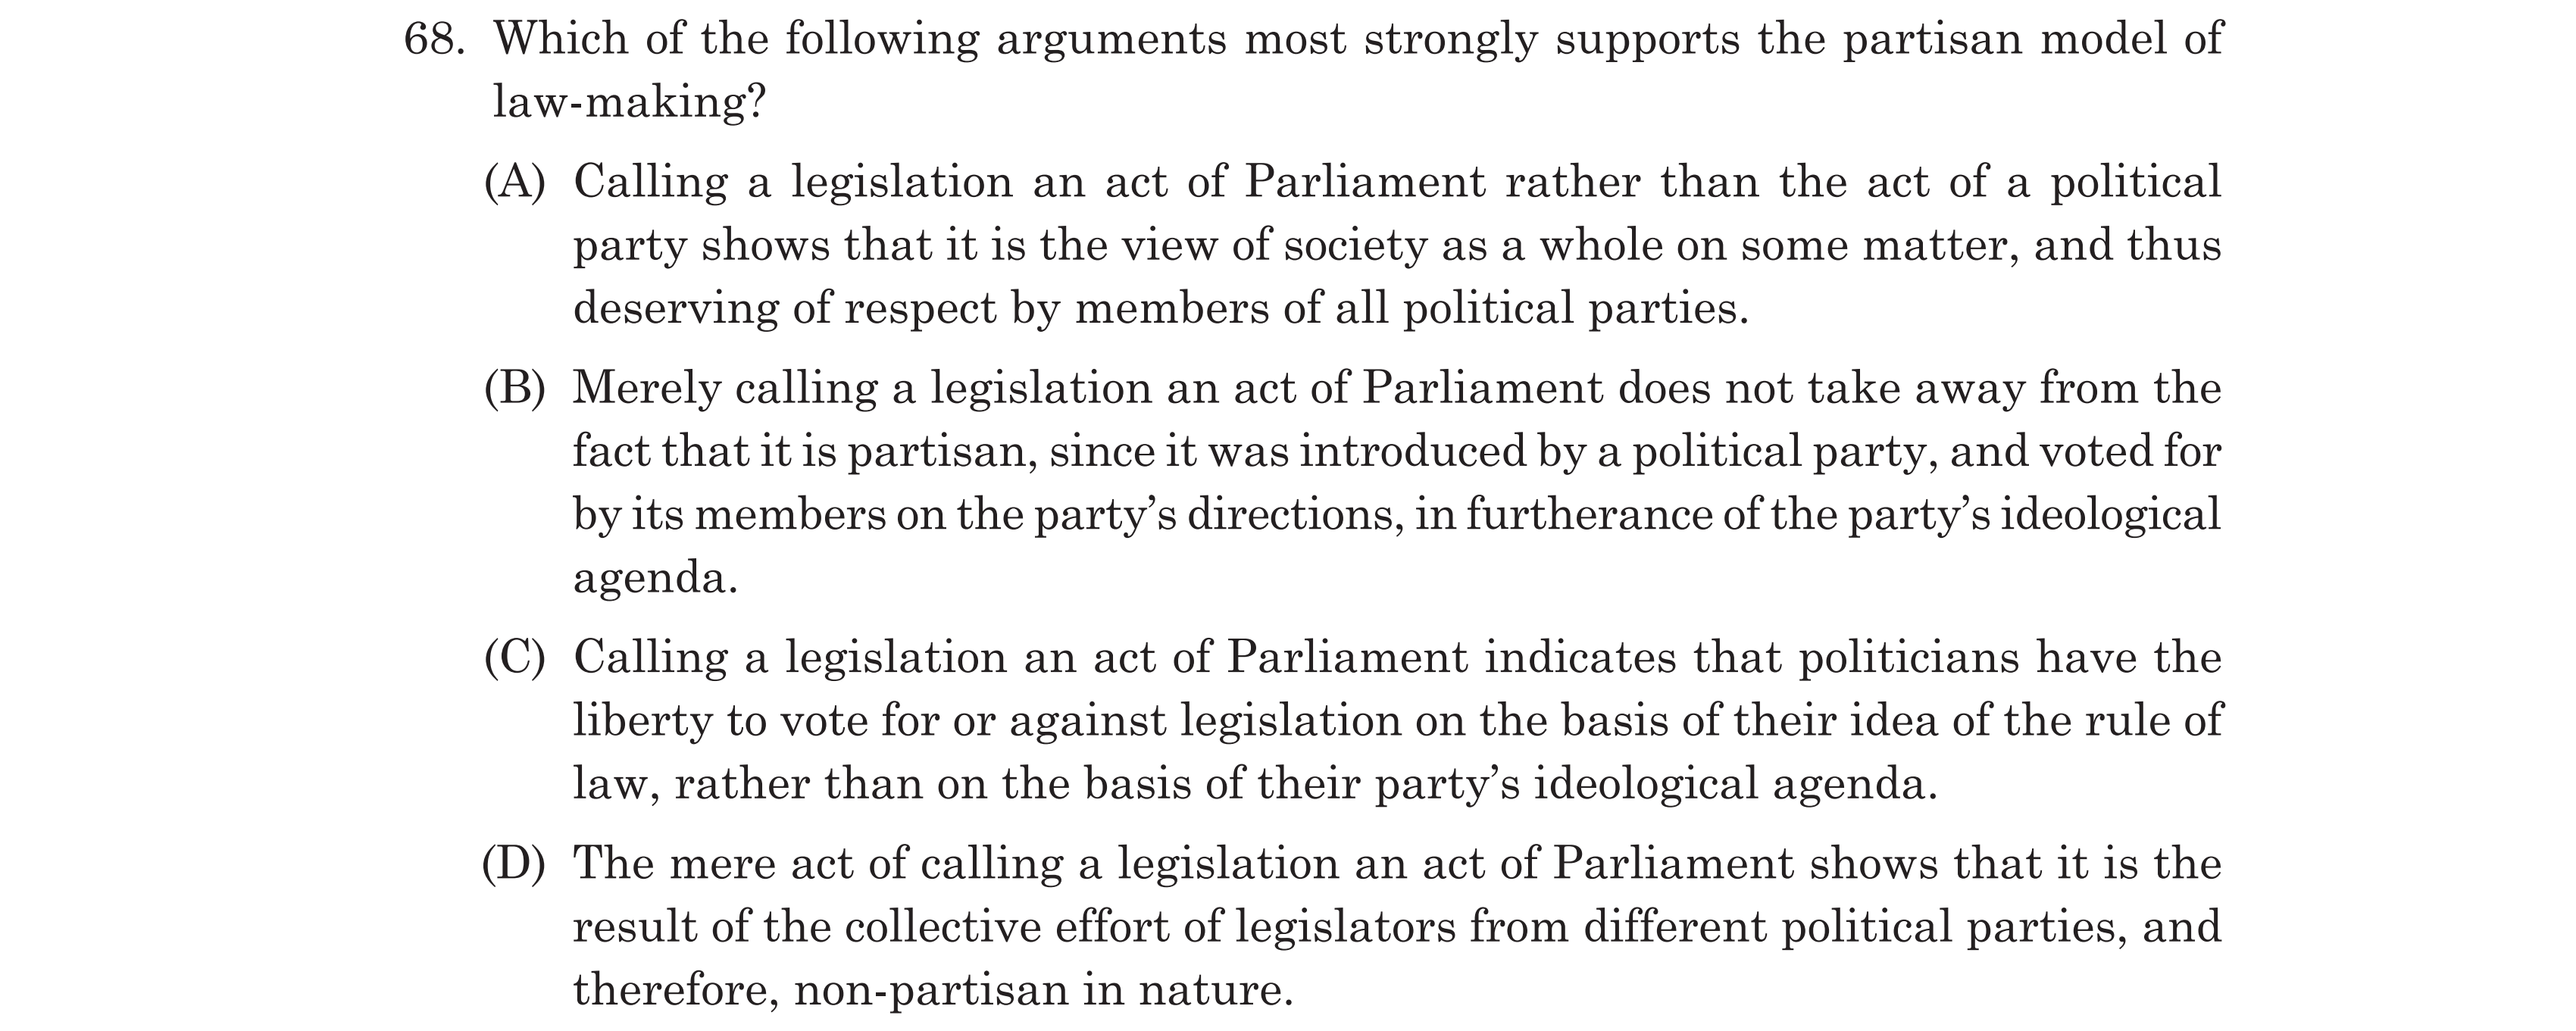 68. Which of the following arguments most strongly supports the partisan model of
law-making?
(A) Calling a legislation an act of Parliament rather than the act of a political
party shows that it is the view of society as a whole on some matter, and thus
deserving of respect by members of all political parties.
(B) Merely calling a legislation an act of Parliament does not take away from the
fact that it is partisan, since it was introduced by a political party, and voted for
by its members on the party’s directions, in furtherance of the party’s ideological
agenda.
(C) Calling a legislation an act of Parliament indicates that politicians have the
liberty to vote for or against legislation on the basis of their idea of the rule of
law, rather than on the basis of their party’s ideological agenda.
(D) The mere act of calling a legislation an act of Parliament shows that it is the
result of the collective effort of legislators from different political parties, and
therefore, non-partisan in nature.